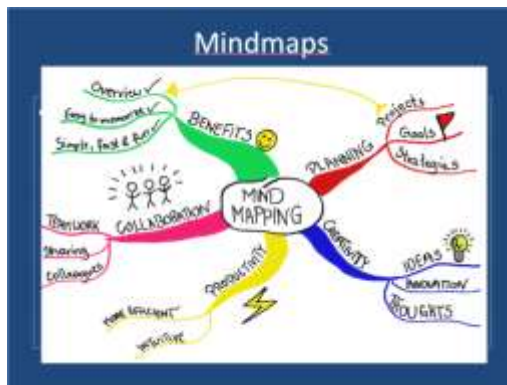 Mindmaps
Overview
Easy to memorize
Simple, Fast & Fun
BENEFITS
Projects
Goals
Strategies
PLANNING
MIND
MAPPING
COLLABORATION
TEAMWORK
Sharing
Colleagues
CREATIVITY
IDEAS
INNOVATION
THOUGHTS
PRODUCTIVITY
MORE EFFICIENT
INTUITIVE